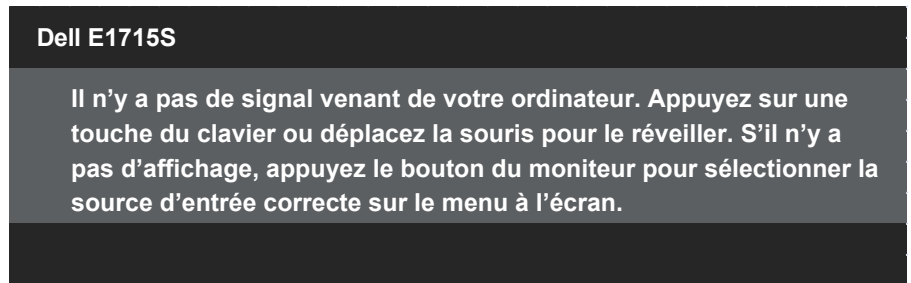 Dell E1715S
Il n’y a pas de signal venant de votre ordinateur. Appuyez sur une
touche du clavier ou déplacez la souris pour le réveiller. S’il n’y a
pas d’affichage, appuyez le bouton du moniteur pour sélectionner la
source d’entrée correcte sur le menu à l’écran.